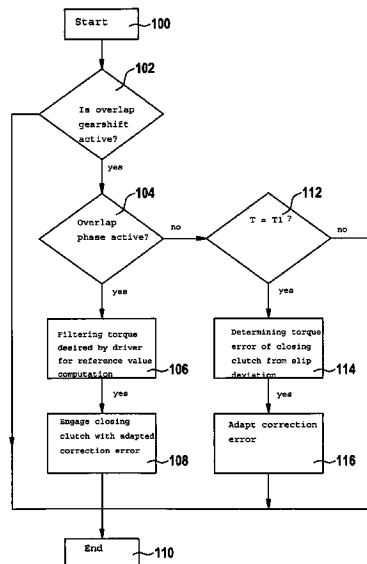 Start
100
102
Is overlap
gearshift
active?
yes
104
Overlap
phase active?
no
112
T = T1 ?
no
yes
yes
Filtering torque
desired by driver
for reference value
computation
106
Determining torque
error of closing
clutch from slip
deviation
114
yes
yes
Engage closing
clutch with adapted
correction error
108
Adapt correction
error
116
End
110